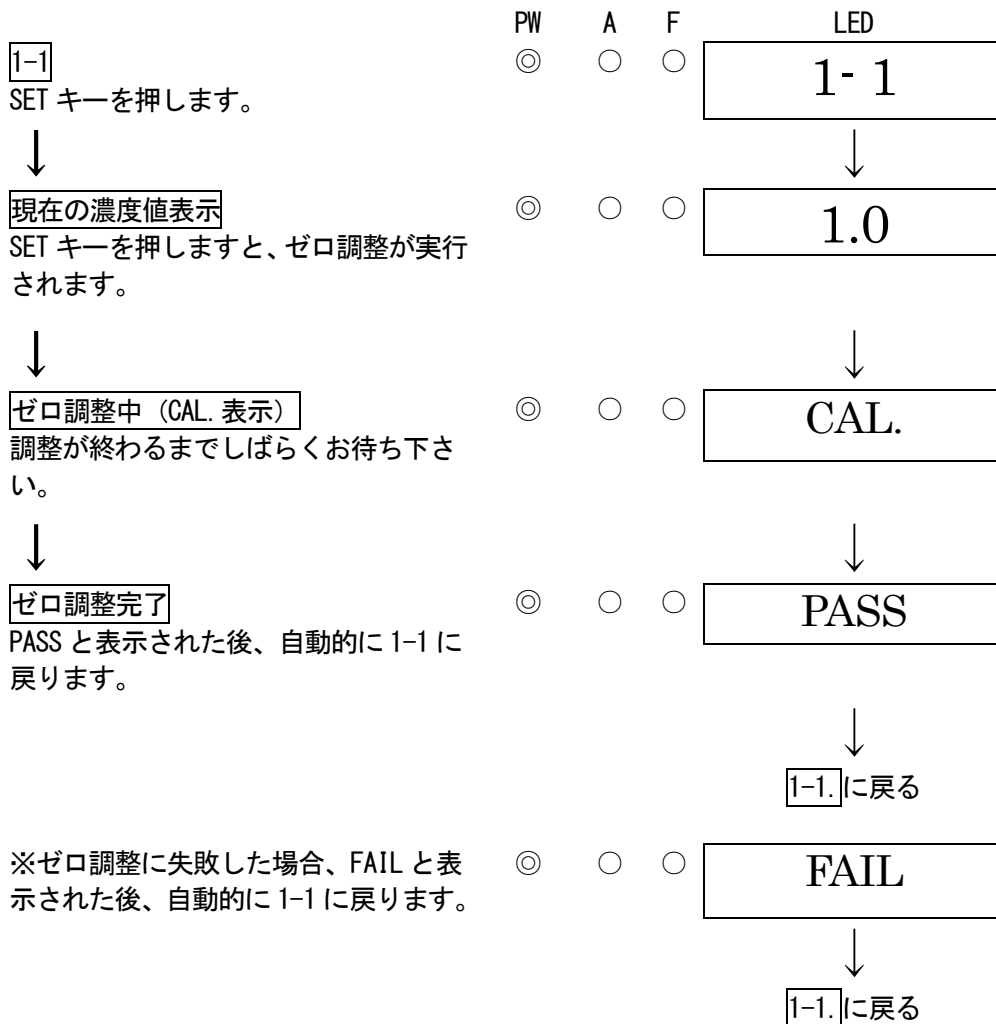 PW A F LED
1-1 ◎ ○ ○ 1- 1
SET キーを押します。
↓ ↓
現在の濃度値表示 ◎ ○ ○ 1.0
SET キーを押しますと、ゼロ調整が実行
されます。
↓ ↓
ゼロ調整中（CAL.表示） ◎ ○ ○ CAL.
調整が終わるまでしばらくお待ち下さ
い。
↓ ↓
ゼロ調整完了 ◎ ○ ○ PASS
PASS と表示された後、自動的に 1-1 に
戻ります。
↓
1-1.に戻る
※ゼロ調整に失敗した場合、FAIL と表 ◎ ○ ○ FAIL
示された後、自動的に 1-1 に戻ります。
↓
1-1.に戻る